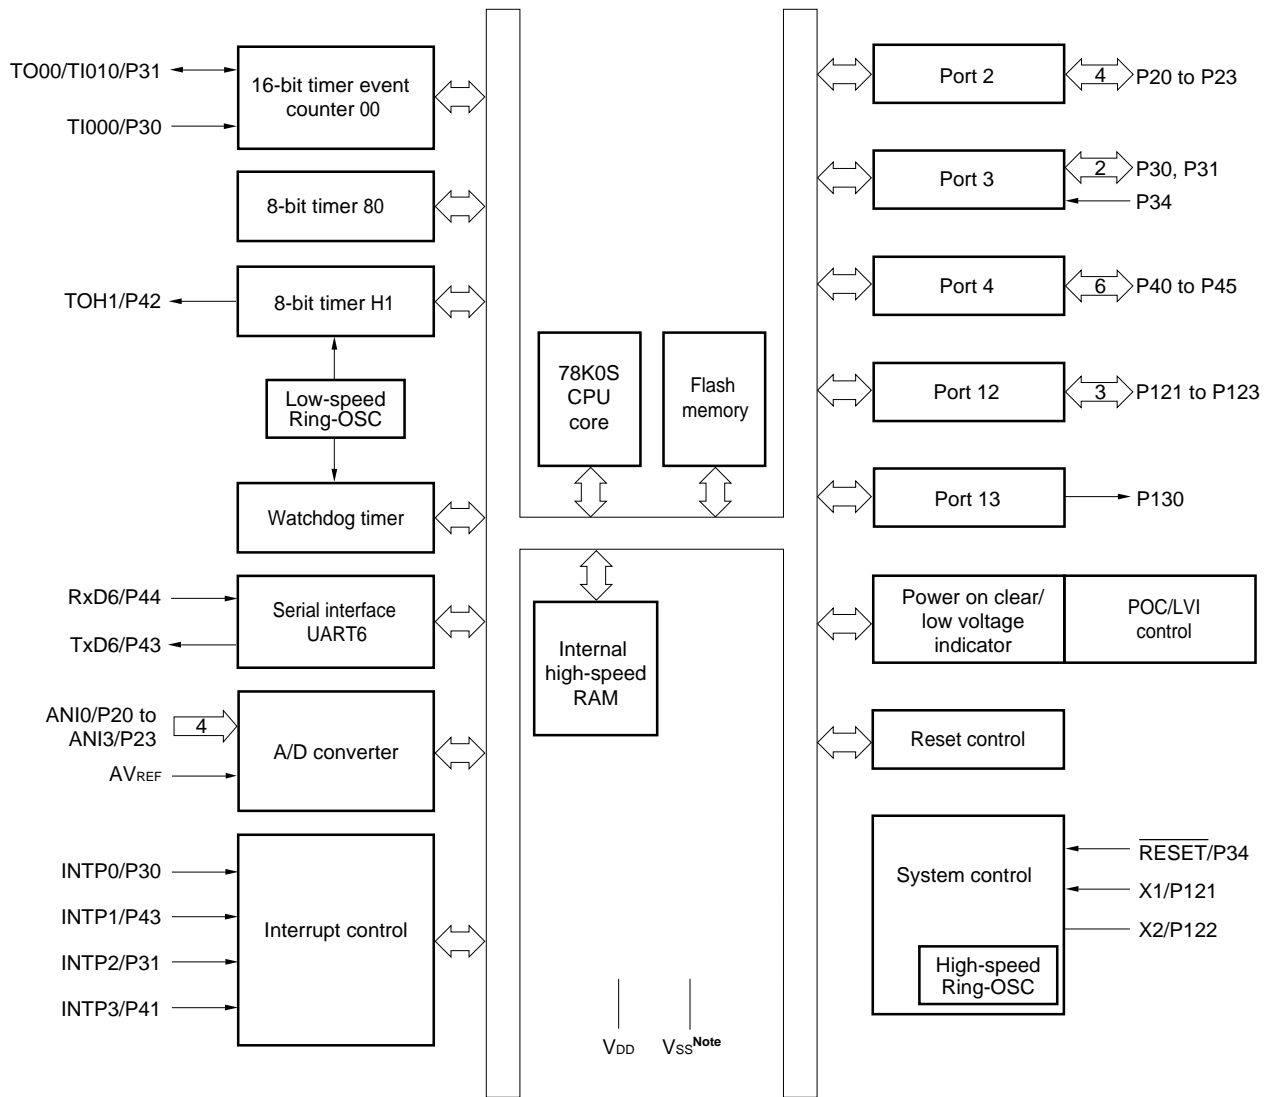 TO00/TI010/P31
TI000/P30
16-bit timer event
counter 00
8-bit timer 80
TOH1/P42
8-bit timer H1
Low-speed
Ring-OSC
Watchdog timer
RxD6/P44
TxD6/P43
Serial interface
UART6
ANI0/P20 to
ANI3/P23
4
AVREF
A/D converter
INTP0/P30
INTP1/P43
INTP2/P31
INTP3/P41
Interrupt control
78K0S
CPU
core
Flash
memory
Internal
high-speed
RAM
VDD
VSSNote
Port 2
4
P20 to P23
Port 3
2
P30, P31
P34
Port 4
6
P40 to P45
Port 12
3
P121 to P123
Port 13
P130
Power on clear/
low voltage
indicator
POC/LVI
control
Reset control
System control
RESET/P34
X1/P121
X2/P122
High-speed
Ring-OSC